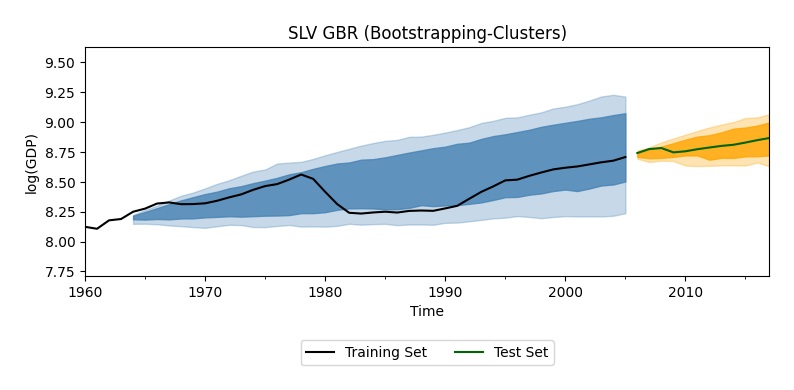 SLV GBR (Bootstrapping-Clusters)
9.50
9.25
9.00
8.75
8.50
8.25
8.00
7.75
log(GDP)
1960 1970 1980 1990 2000 2010
Time
Training Set Test Set